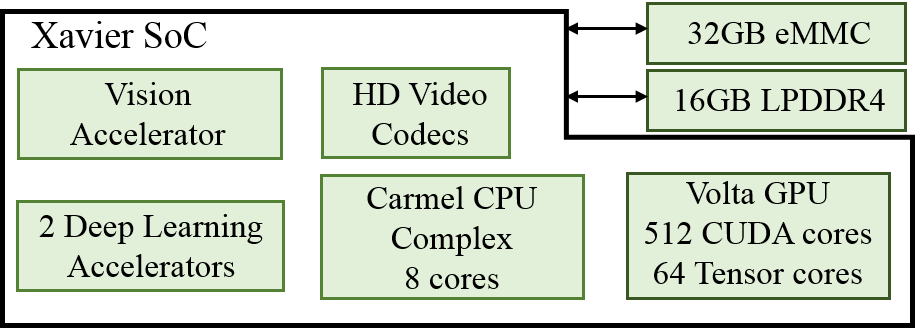 Xavier SoC
32GB eMMC
16GB LPDDR4
Vision
Accelerator
HD Video
Codecs
2 Deep Learning
Accelerators
Carmel CPU
Complex
8 cores
Volta GPU
512 CUDA cores
64 Tensor cores